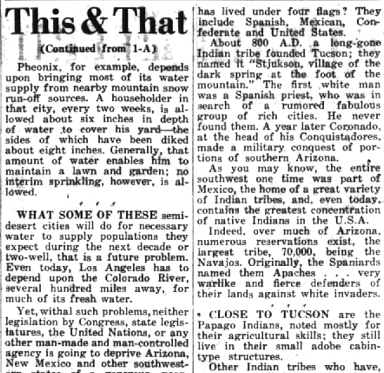 This & That
(Continued from 1-A)
Pheonix, for example, depends
upon bringing most of its water
supply from nearby mountain snow
run-off sources. A householder in
that city, every two weeks, is al-
lowed about six inches in depth
of water to cover his yard—the
sides of which have been diked
about eight inches. Generally, that
amount of water enables him to
maintain a lawn and garden; no
interim sprinkling, however, is al-
lowed.
WHAT SOME OF THESE semi-
desert cities will do for necessary
water to supply populations they
expect during the next decade or
two-well, that is a future problem.
Even today, Los Angeles has to
depend upon the Colorado River,
several hundred miles away, for
much of its fresh water.
Yet, withal such problems, neither
legislation by Congress, state legis-
latures, the United Nations, or any
other man-made and man-controlled
agency is going to deprive Arizona,
New Mexico and other southwest-
has lived under four flags? They
include Spanish, Mexican, Con-
federate and United States.
About 800 A.D. a long-gone
Indian tribe founded Tucson; they
named it "Stjukson, village of the
dark spring at the foot of the
mountain." The first white man
was a Spanish priest, who was in
search of a rumored fabulous
group of rich cities. He never
found them. A year later Coronado,
at the head of his Conquistadores,
made a military conquest of por-
tions of southern Arizona.
As you may know, the entire
southwest one time was part of
Mexico, the home of a great variety
of Indian tribes, and, even today,
contains the greatest concentration
of native Indians in the U.S.A.
Indeed, over much of Arizona,
numerous reservations exist, the
largest tribe, 70,000, being the
Navajos. Originally, the Spaniards
named them Apaches . . . very
warlike and fierce defenders of
their lands against white invaders.
CLOSE TO TUCSON are the
Papago Indians, noted mostly for
their agricultural skills; they still
live in their small adobe cabin-
type structures.
Other Indian tribes who have,